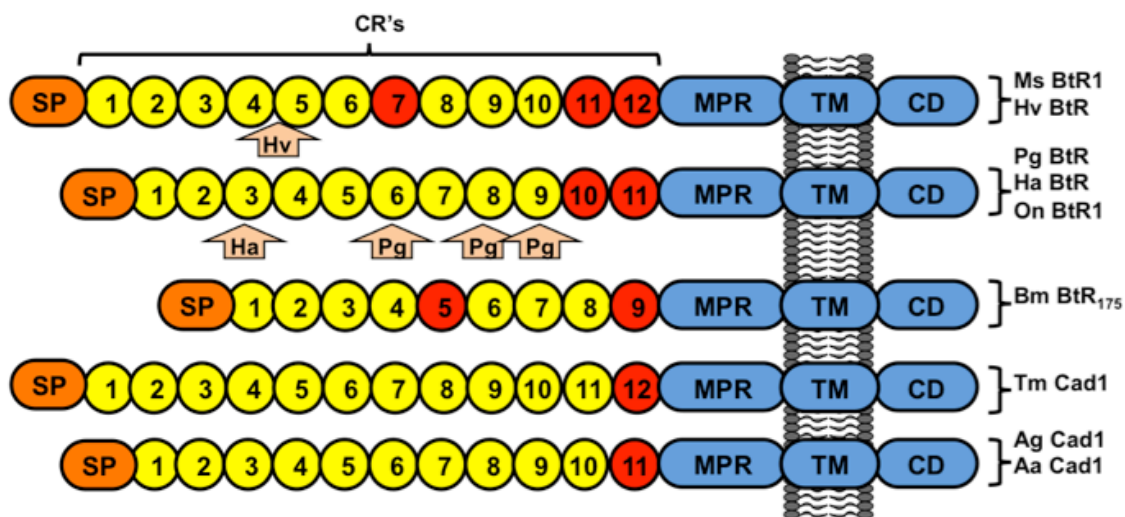 CR's
SP 1 2 3 4 5 6 7 8 9 10 11 12 MPR TM CD Ms BtR1
Hv BtR
Hv
SP 1 2 3 4 5 6 7 8 9 10 11 MPR TM CD Pg BtR
Ha BtR
On BtR1
Ha Pg Pg Pg
SP 1 2 3 4 5 6 7 8 9 MPR TM CD Bm BtR175
SP 1 2 3 4 5 6 7 8 9 10 11 12 MPR TM CD Tm Cad1
SP 1 2 3 4 5 6 7 8 9 10 11 MPR TM CD Ag Cad1
Aa Cad1